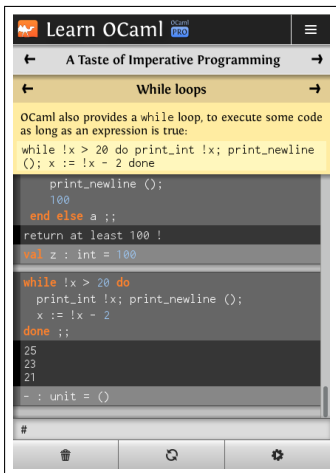 Learn OCaml OCaml PRO
A Taste of Imperative Programming
While loops
OCaml also provides a while loop, to execute some code
as long as an expression is true:
while !x > 20 do print_int !x; print_newline
(); x := !x - 2 done
print_newline ();
100
end else a ;;
return at least 100 !
val z : int = 100
while !x > 20 do
print_int !x; print_newline ();
x := !x - 2
done ;;
25
23
21
- : unit = ()
#